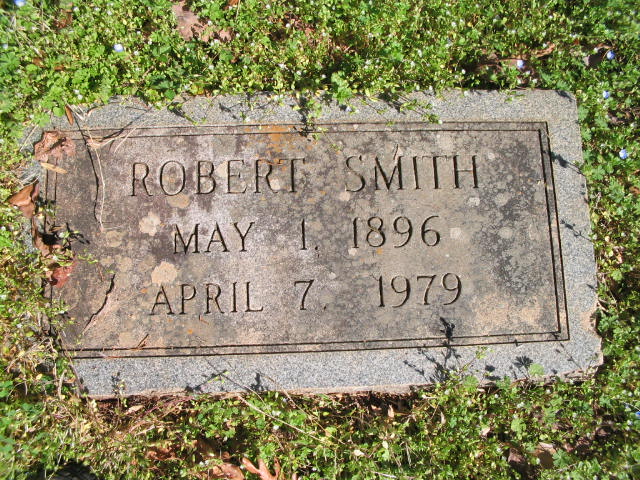 ROBERT SMITH
MAY 1, 1896
APRIL 7, 1979